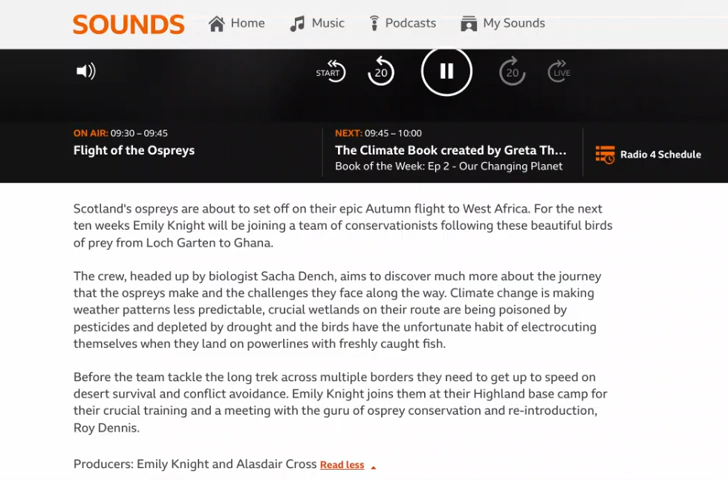 SOUNDS Home Music Podcasts My Sounds
START 20 20 LIVE
ON AIR: 09:30 – 09:45
Flight of the Ospreys
NEXT: 09:45 – 10:00
The Climate Book created by Greta Th...
Book of the Week: Ep 2 - Our Changing Planet
Radio 4 Schedule
Scotland's ospreys are about to set off on their epic Autumn flight to West Africa. For the next
ten weeks Emily Knight will be joining a team of conservationists following these beautiful birds
of prey from Loch Garten to Ghana.
The crew, headed up by biologist Sacha Dench, aims to discover much more about the journey
that the ospreys make and the challenges they face along the way. Climate change is making
weather patterns less predictable, crucial wetlands on their route are being poisoned by
pesticides and depleted by drought and the birds have the unfortunate habit of electrocuting
themselves when they land on powerlines with freshly caught fish.
Before the team tackle the long trek across multiple borders they need to get up to speed on
desert survival and conflict avoidance. Emily Knight joins them at their Highland base camp for
their crucial training and a meeting with the guru of osprey conservation and re-introduction,
Roy Dennis.
Producers: Emily Knight and Alasdair Cross Read less